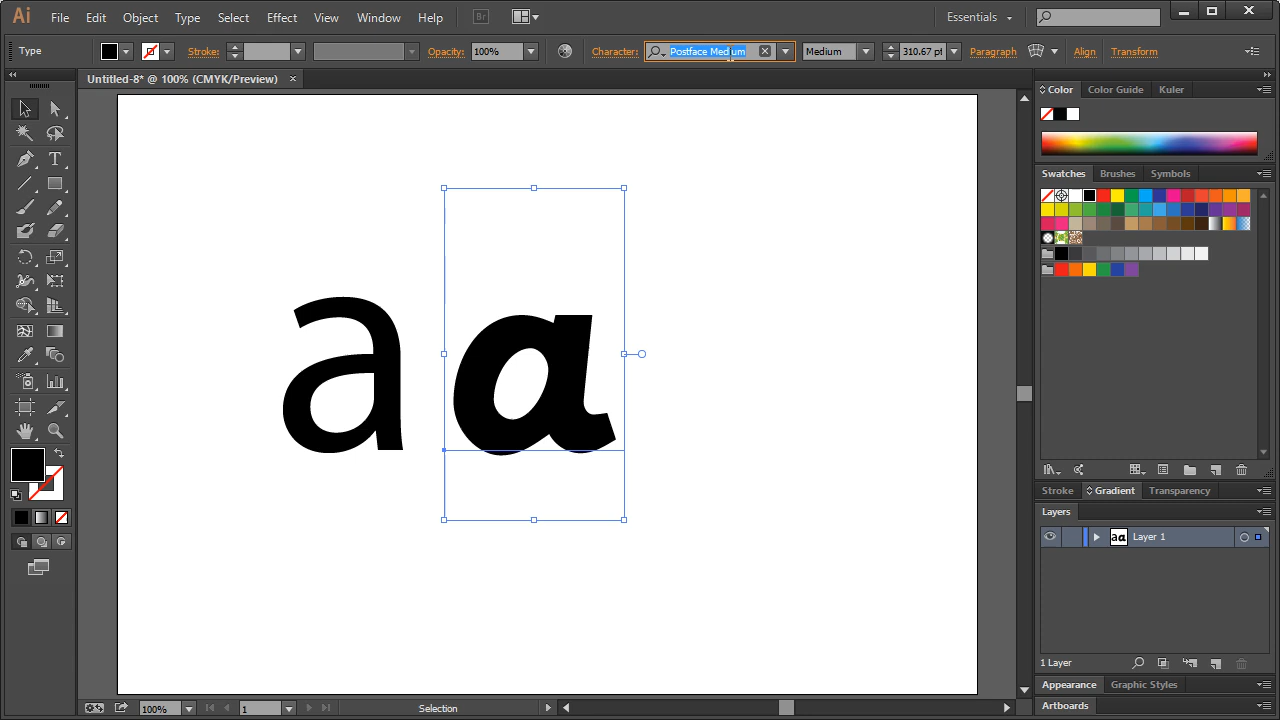 Ai File Edit Object Type Select Effect View Window Help Br Essentials
Type Stroke: Opacity: 100% Character: Postface Medium Medium 310.67 pt Paragraph Align Transform
Untitled-8* @ 100% (CMYK/Preview)
Color Color Guide Kuler
Swatches Brushes Symbols
a a
Stroke Gradient Transparency
Layers
aa Layer 1
1 Layer
Appearance Graphic Styles
Artboards
100% 1 Selection